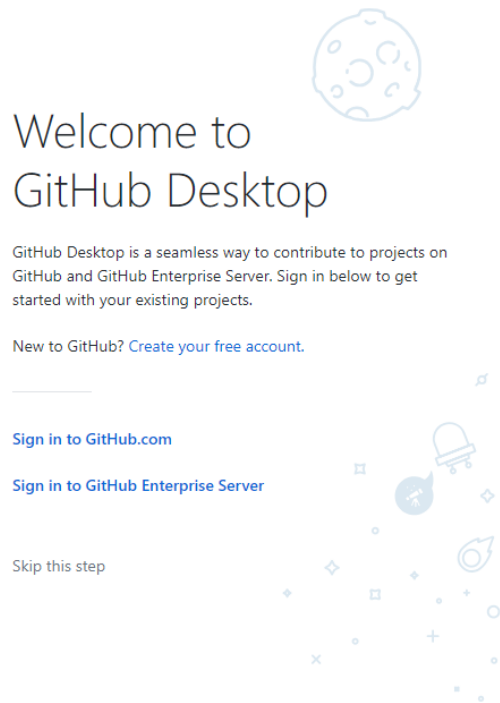 Welcome to
GitHub Desktop
GitHub Desktop is a seamless way to contribute to projects on
GitHub and GitHub Enterprise Server. Sign in below to get
started with your existing projects.
New to GitHub? Create your free account.
Sign in to GitHub.com
Sign in to GitHub Enterprise Server
Skip this step